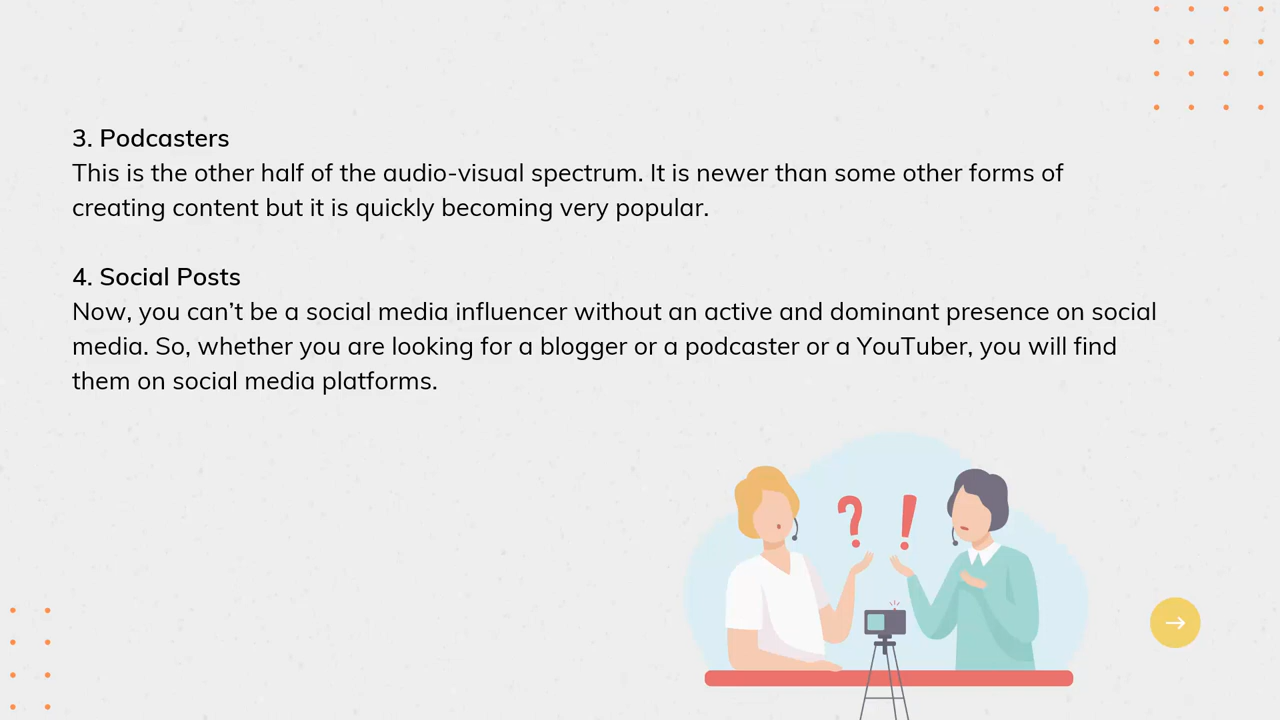 3. Podcasters
This is the other half of the audio-visual spectrum. It is newer than some other forms of
creating content but it is quickly becoming very popular.
4. Social Posts
Now, you can’t be a social media influencer without an active and dominant presence on social
media. So, whether you are looking for a blogger or a podcaster or a YouTuber, you will find
them on social media platforms.
? !